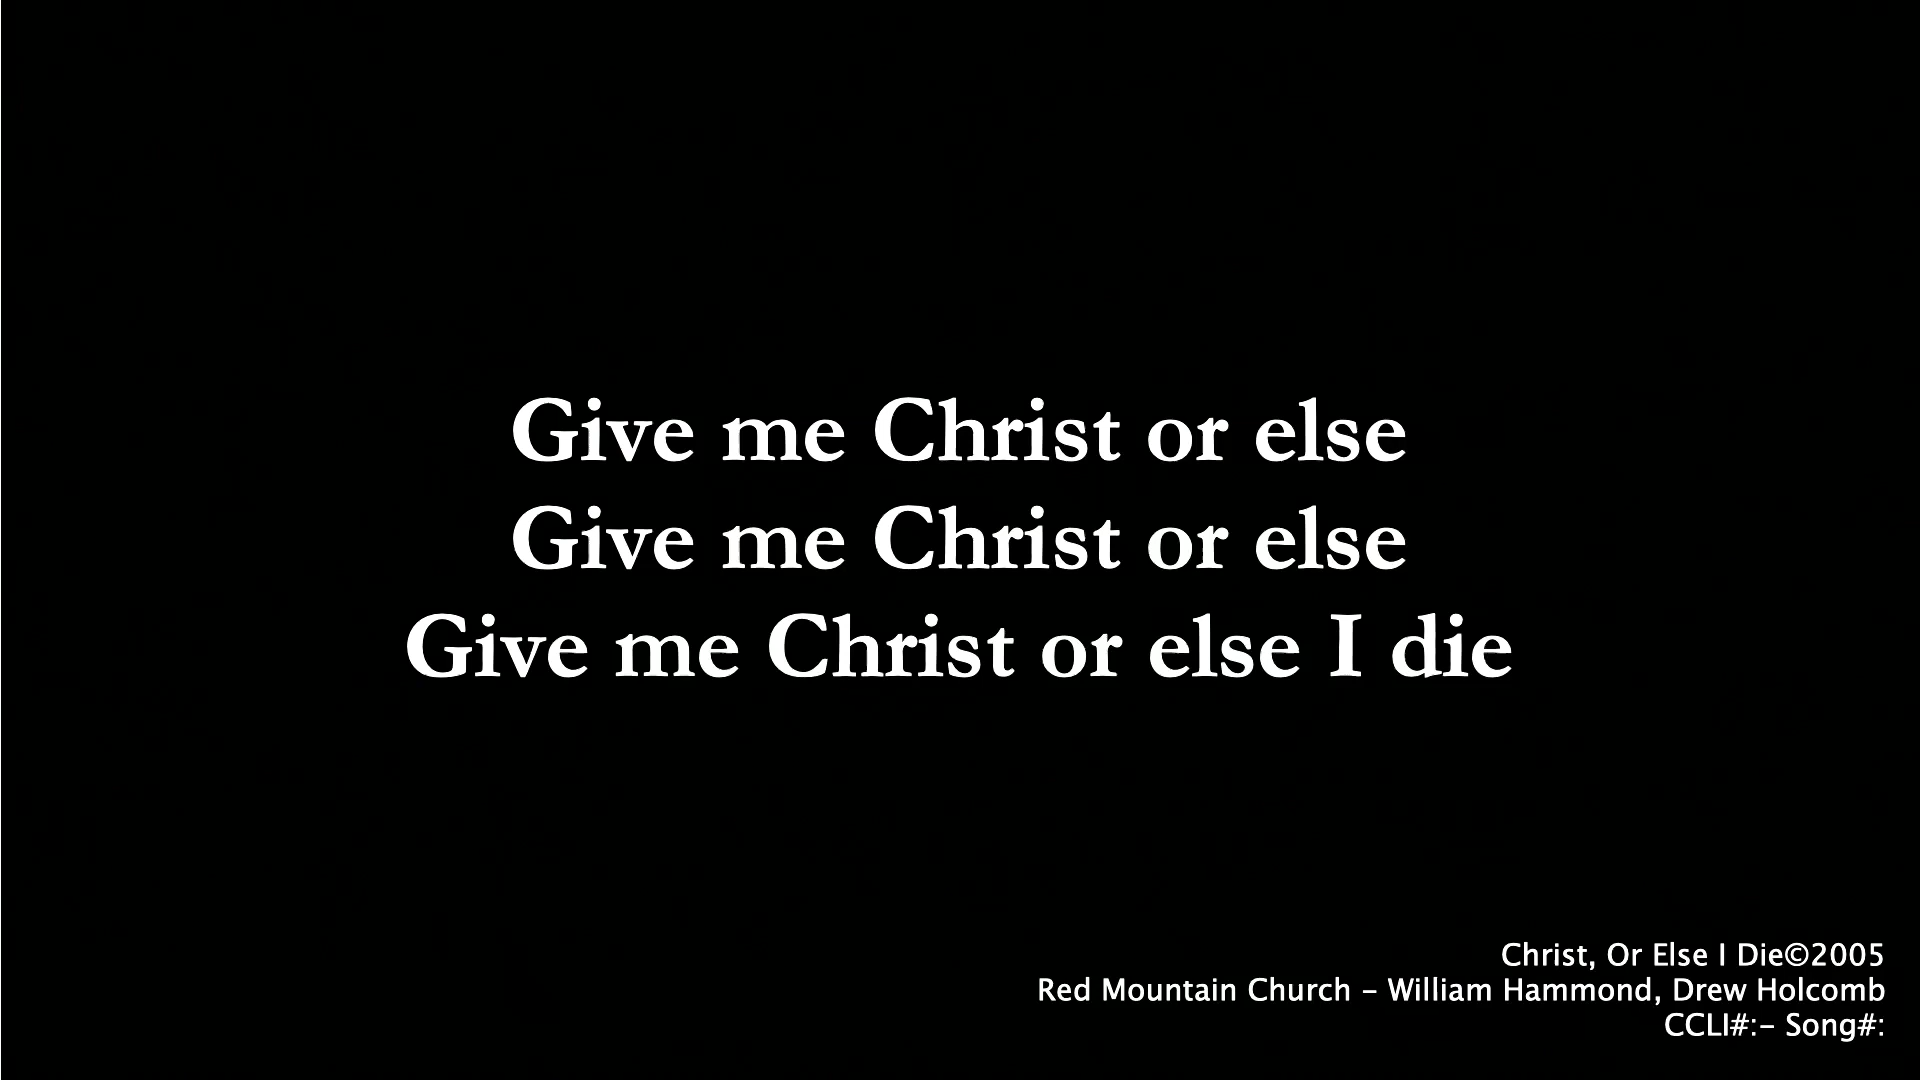 Give me Christ or else
Give me Christ or else
Give me Christ or else I die
Christ, Or Else I Die©2005
Red Mountain Church – William Hammond, Drew Holcomb
CCLI#:– Song#: